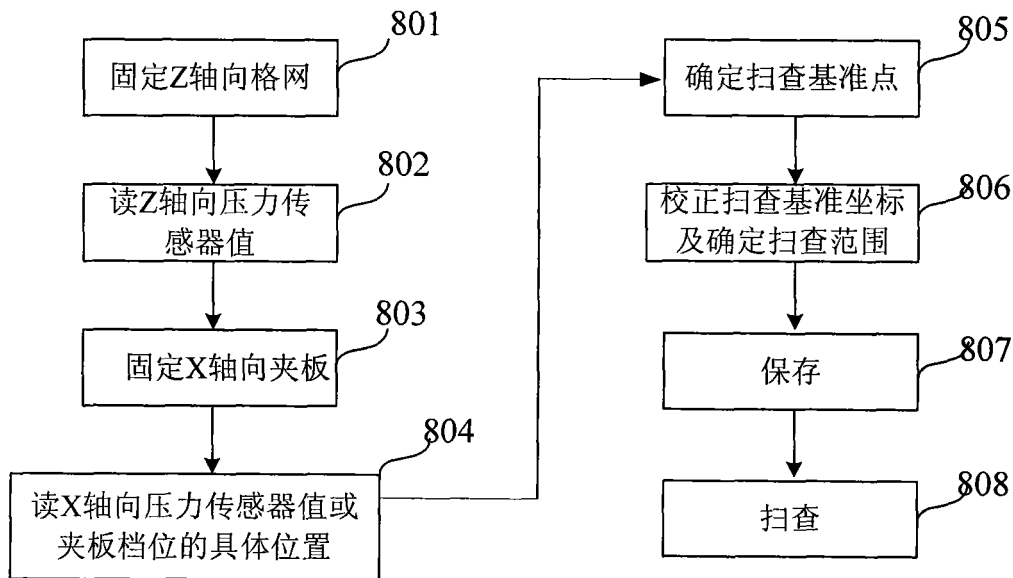 801
固定Z轴向格网
802
读Z轴向压力传
感器值
803
固定X轴向夹板
804
读X轴向压力传感器值或
夹板档位的具体位置
805
确定扫查基准点
806
校正扫查基准坐标
及确定扫查范围
807
保存
808
扫查